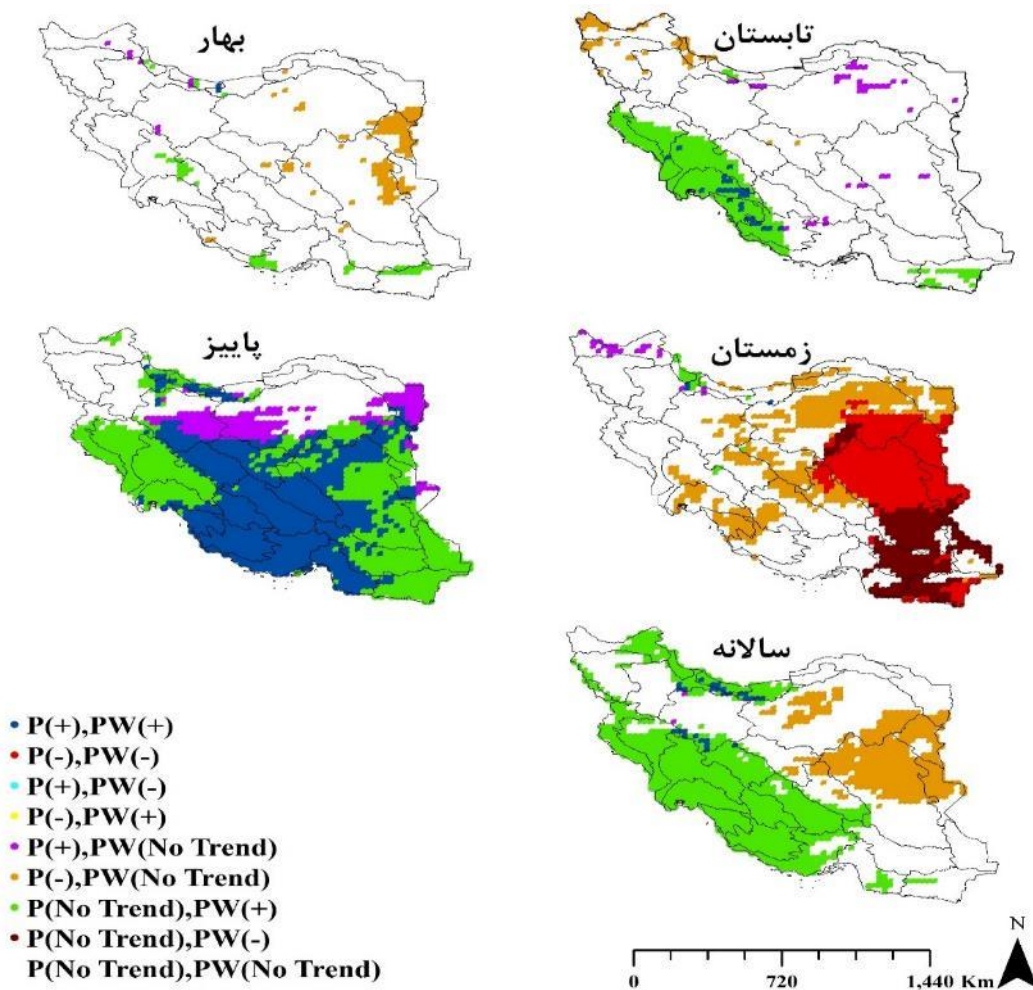 بهار
تابستان
پاییز
زمستان
سالانه
P(+),PW(+)
P(-),PW(-)
P(+),PW(-)
P(-),PW(+)
P(+),PW(No Trend)
P(-),PW(No Trend)
P(No Trend),PW(+)
P(No Trend),PW(-)
P(No Trend),PW(No Trend)
N
0 720 1,440 Km